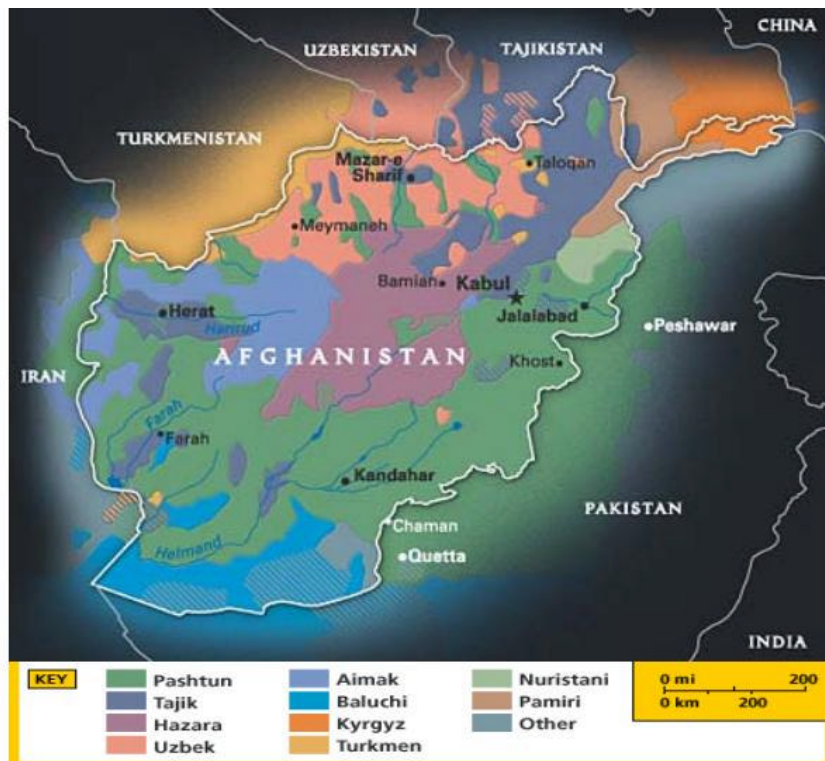 CHINA
UZBEKISTAN
TAJIKISTAN
TURKMENISTAN
Mazar-e
Sharif
Taloqan
Meymaneh
Bamian
Kabul
Herat
Harirud
Jalalabad
Peshawar
AFGHANISTAN
Khost
IRAN
Farah
Farah
Kandahar
PAKISTAN
Chaman
Helmand
Quetta
INDIA
KEY
Pashtun
Tajik
Hazara
Uzbek
Aimak
Baluchi
Kyrgyz
Turkmen
Nuristani
Pamiri
Other
0 mi 200
0 km 200